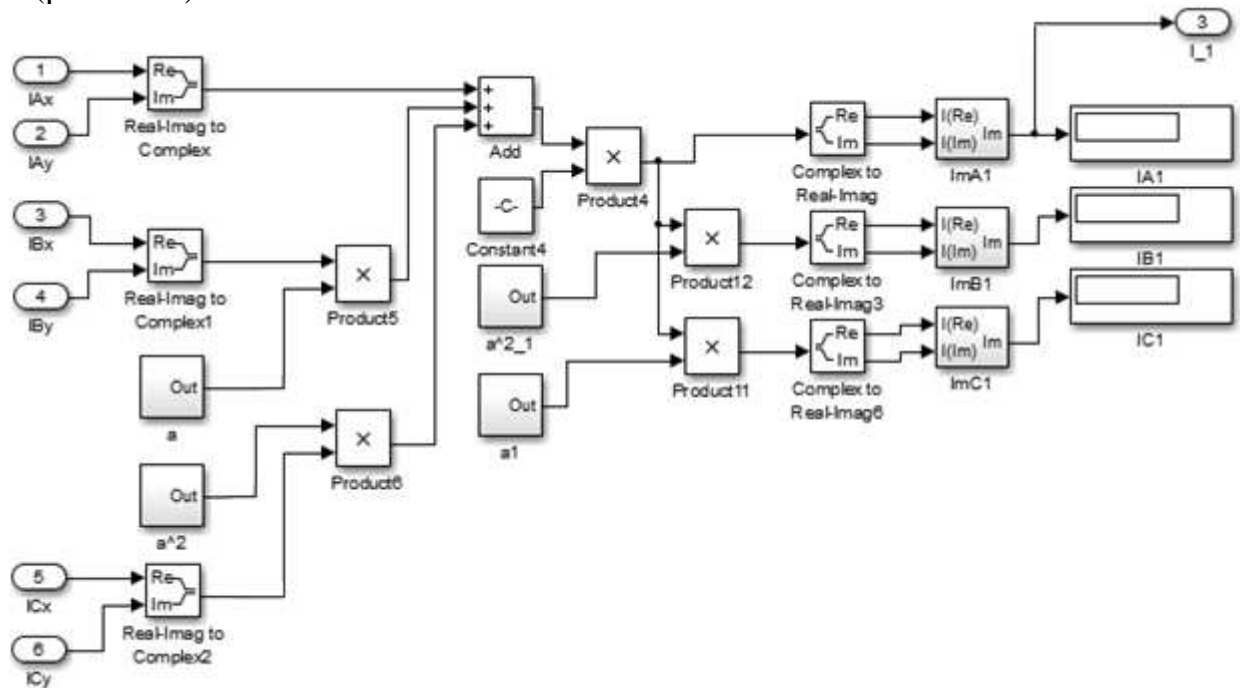 3
I_1
1
IAx
2
IAy
Re
Im
Real-Imag to
Complex
+
+
+
Add
-C-
Constant4
×
Product4
Re
Im
Complex to
Real-Imag
I(Re)
I(Im)
Im
ImA1
IA1
3
IBx
4
IBy
Re
Im
Real-Imag to
Complex1
×
Product5
Out
a^2_1
×
Product12
Re
Im
Complex to
Real-Imag3
I(Re)
I(Im)
Im
ImB1
IB1
Out
a
Out
a1
×
Product11
Re
Im
Complex to
Real-Imag6
I(Re)
I(Im)
Im
ImC1
IC1
Out
a^2
×
Product6
5
ICx
6
ICy
Re
Im
Real-Imag to
Complex2